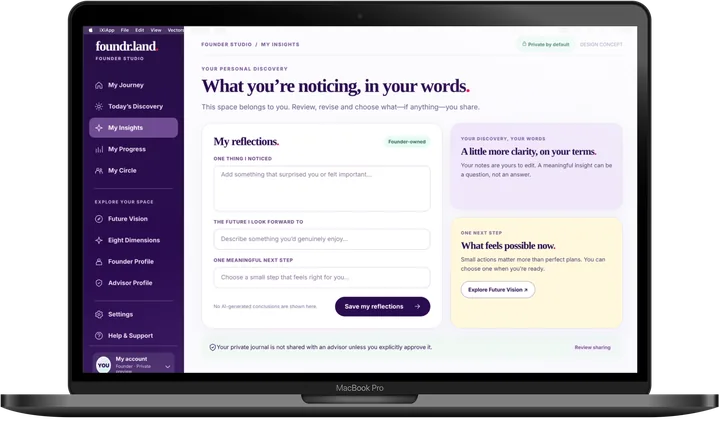 iXiApp File Edit View Vectors
foundr.land.
FOUNDER STUDIO
My Journey
Today's Discovery
My Insights
My Progress
My Circle
EXPLORE YOUR SPACE
Future Vision
Eight Dimensions
Founder Profile
Advisor Profile
Settings
Help & Support
YOU
My account
Founder · Private
FOUNDER STUDIO / MY INSIGHTS
Private by default
DESIGN CONCEPT
YOUR PERSONAL DISCOVERY
What you're noticing, in your words.
This space belongs to you. Review, revise and choose what—if anything—you share.
My reflections.
Founder-owned
ONE THING I NOTICED
Add something that surprised you or felt important...
THE FUTURE I LOOK FORWARD TO
Describe something you'd genuinely enjoy...
ONE MEANINGFUL NEXT STEP
Choose a small step that feels right for you...
No AI-generated conclusions are shown here.
Save my reflections →
YOUR DISCOVERY, YOUR WORDS
A little more clarity, on your terms.
Your notes are yours to edit. A meaningful insight can be
a question, not an answer.
ONE NEXT STEP
What feels possible now.
Small actions matter more than perfect plans. You can
choose one when you're ready.
Explore Future Vision ↗
Your private journal is not shared with an advisor unless you explicitly approve it.
Review sharing
MacBook Pro